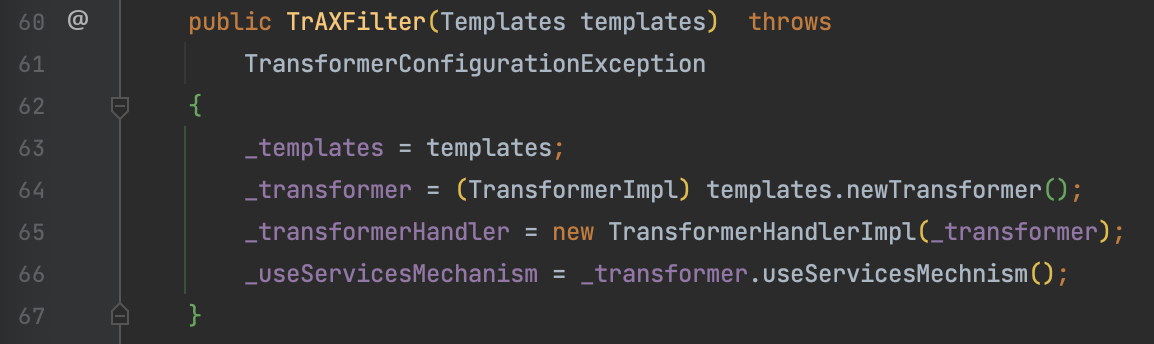 60 @ public TrAXFilter(Templates templates)  throws
61 TransformerConfigurationException
62 {
63 _templates = templates;
64 _transformer = (TransformerImpl) templates.newTransformer();
65 _transformerHandler = new TransformerHandlerImpl(_transformer);
66 _useServicesMechanism = _transformer.useServicesMechnism();
67 }